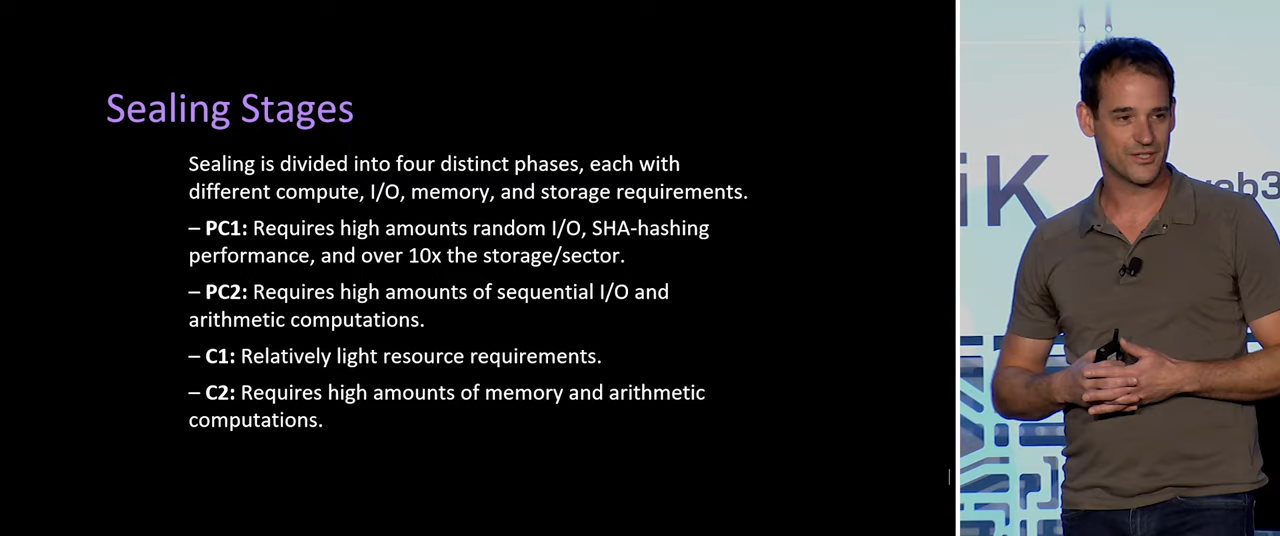 Sealing Stages
Sealing is divided into four distinct phases, each with
different compute, I/O, memory, and storage requirements.
– PC1: Requires high amounts random I/O, SHA-hashing
performance, and over 10x the storage/sector.
– PC2: Requires high amounts of sequential I/O and
arithmetic computations.
– C1: Relatively light resource requirements.
– C2: Requires high amounts of memory and arithmetic
computations.
iK